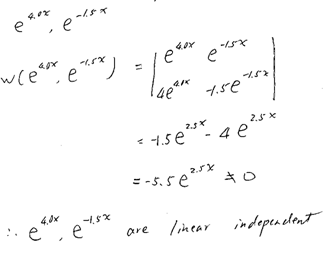 e^{4.0x}, e^{-1.5x}
W(e^{4.0x}, e^{-1.5x}) = | e^{4.0x} e^{-1.5x} |
| 4e^{4.0x} -1.5e^{-1.5x} |
= -1.5e^{2.5x} - 4e^{2.5x}
= -5.5e^{2.5x} ≠ 0
∴ e^{4.0x}, e^{-1.5x} are linear independent